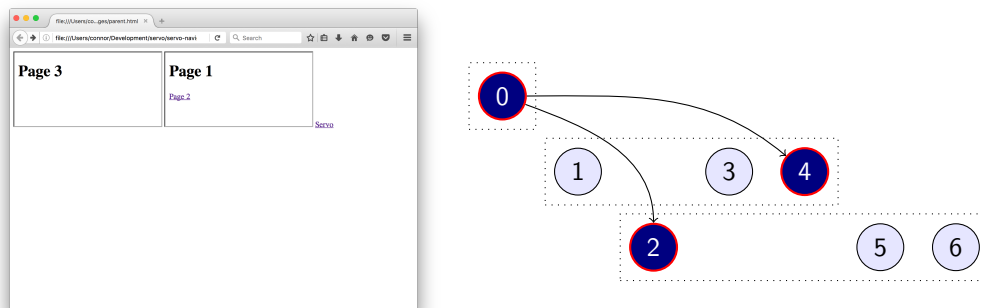 file:///Users/co...ges/parent.html
file:///Users/connor/Development/servo/servo-navi
Search
Page 3
Page 1
Page 2
Servo
0
1
3
4
2
5
6